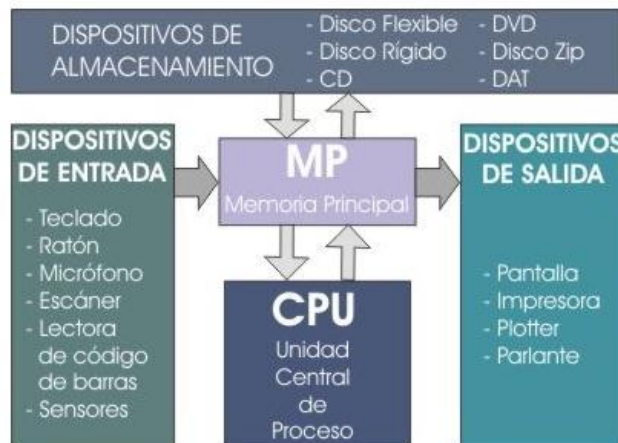 DISPOSITIVOS DE
ALMACENAMIENTO
- Disco Flexible
- Disco Rígido
- CD
- DVD
- Disco Zip
- DAT
DISPOSITIVOS
DE ENTRADA
- Teclado
- Ratón
- Micrófono
- Escáner
- Lectora
de código
de barras
- Sensores
MP
Memoria Principal
CPU
Unidad
Central
de
Proceso
DISPOSITIVOS
DE SALIDA
- Pantalla
- Impresora
- Plotter
- Parlante